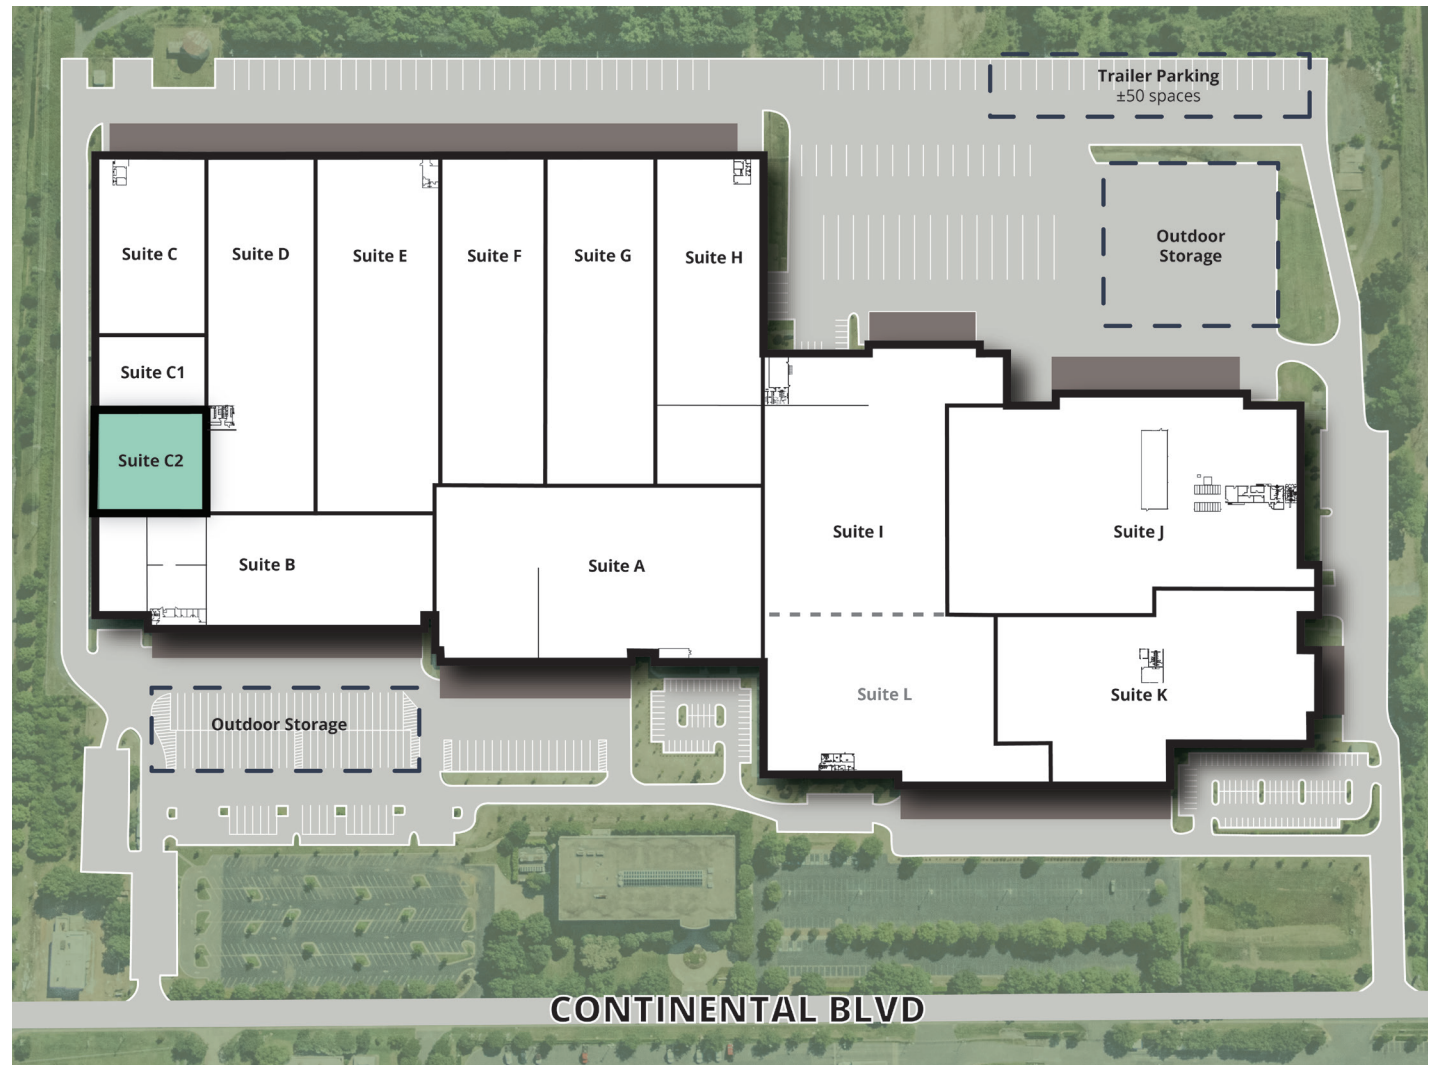 Trailer Parking
±50 spaces
Outdoor
Storage
Suite C
Suite D
Suite E
Suite F
Suite G
Suite H
Suite C1
Suite C2
Suite B
Suite A
Suite I
Suite J
Suite L
Suite K
Outdoor Storage
CONTINENTAL BLVD